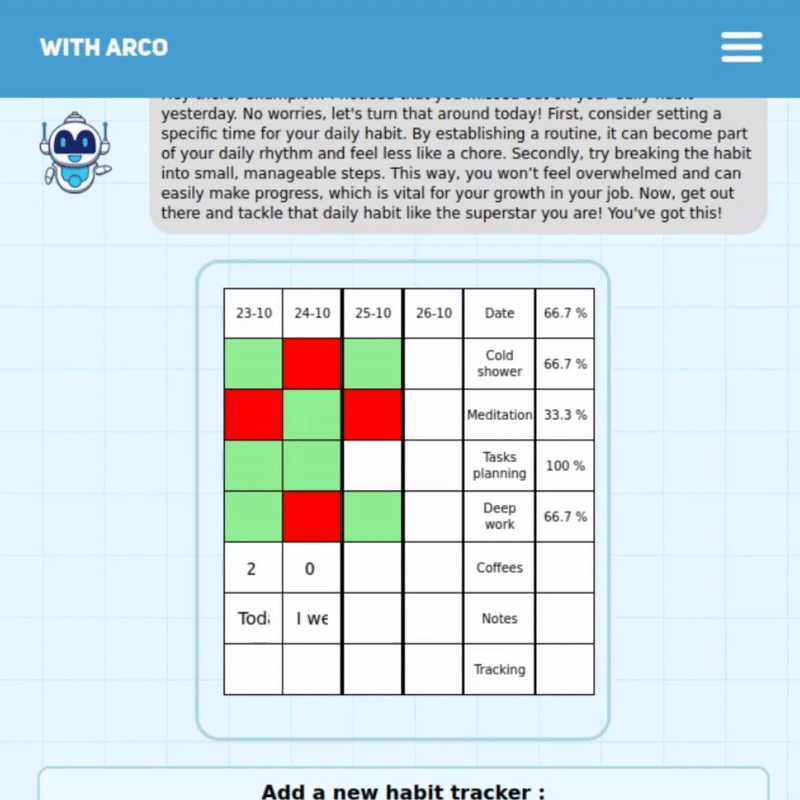 WITH ARCO
yesterday. No worries, let's turn that around today! First, consider setting a
specific time for your daily habit. By establishing a routine, it can become part
of your daily rhythm and feel less like a chore. Secondly, try breaking the habit
into small, manageable steps. This way, you won’t feel overwhelmed and can
easily make progress, which is vital for your growth in your job. Now, get out
there and tackle that daily habit like the superstar you are! You've got this!
23-10 24-10 25-10 26-10 Date 66.7 %
Cold
shower 66.7 %
Meditation 33.3 %
Tasks
planning 100 %
Deep
work 66.7 %
2 0 Coffees
Tod I we Notes
Tracking
Add a new habit tracker :